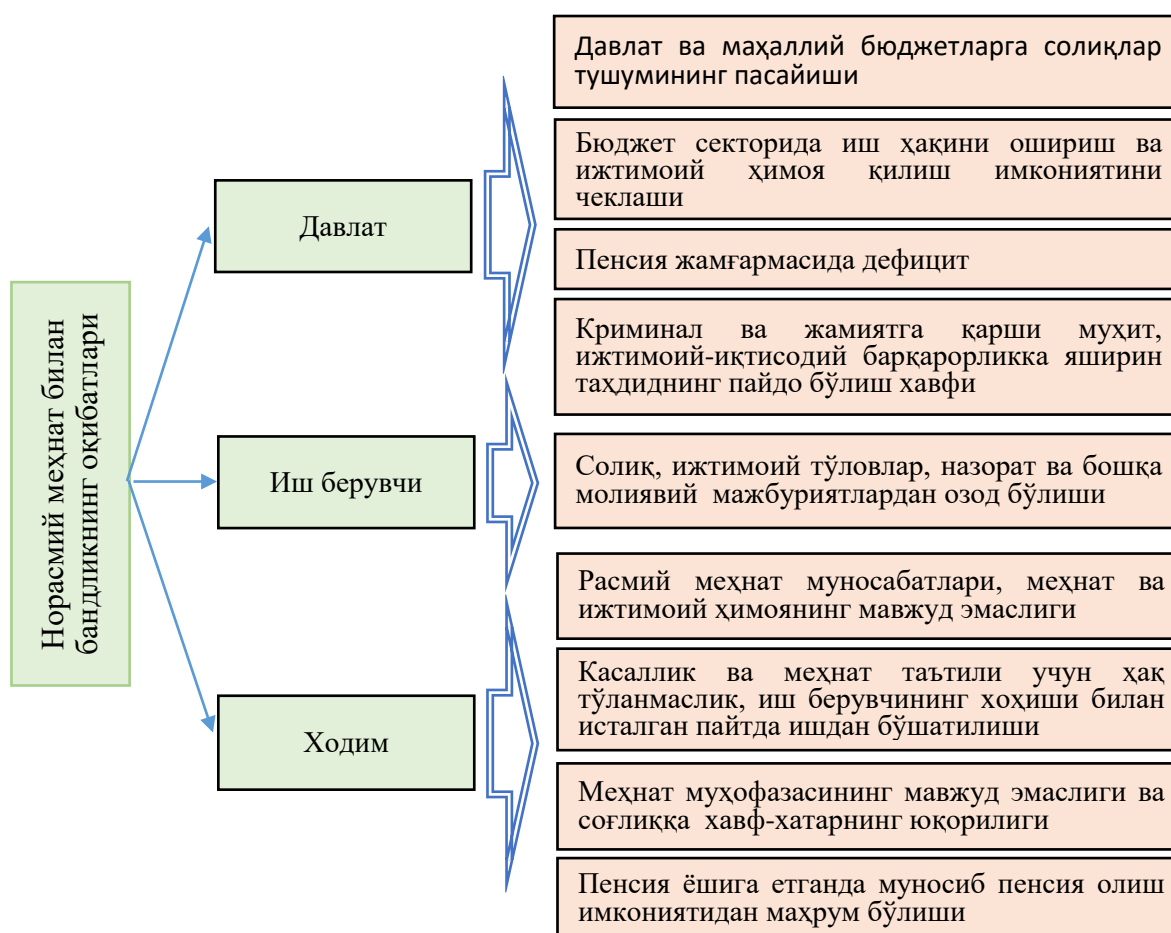 Норасмий меҳнат билан
бандликнинг оқибатлари
Давлат
Давлат ва маҳаллий бюджетларга солиқлар
тушумининг пасайиши
Бюджет секторида иш ҳақини ошириш ва
ижтимоий ҳимоя қилиш имкониятини
чеклаши
Пенсия жамғармасида дефицит
Криминал ва жамиятга қарши муҳит,
ижтимоий-иқтисодий барқарорликка яширин
таҳдиднинг пайдо бўлиш хавфи
Иш берувчи
Солиқ, ижтимоий тўловлар, назорат ва бошқа
молиявий мажбуриятлардан озод бўлиши
Ходим
Расмий меҳнат муносабатлари, меҳнат ва
ижтимоий ҳимоянинг мавжуд эмаслиги
Касаллик ва меҳнат таътили учун ҳақ
тўланмаслик, иш берувчининг хоҳиши билан
исталган пайтда ишдан бўшатилиши
Меҳнат муҳофазасининг мавжуд эмаслиги ва
соғлиққа хавф-хатарнинг юқорилиги
Пенсия ёшига етганда муносиб пенсия олиш
имкониятидан маҳрум бўлиши